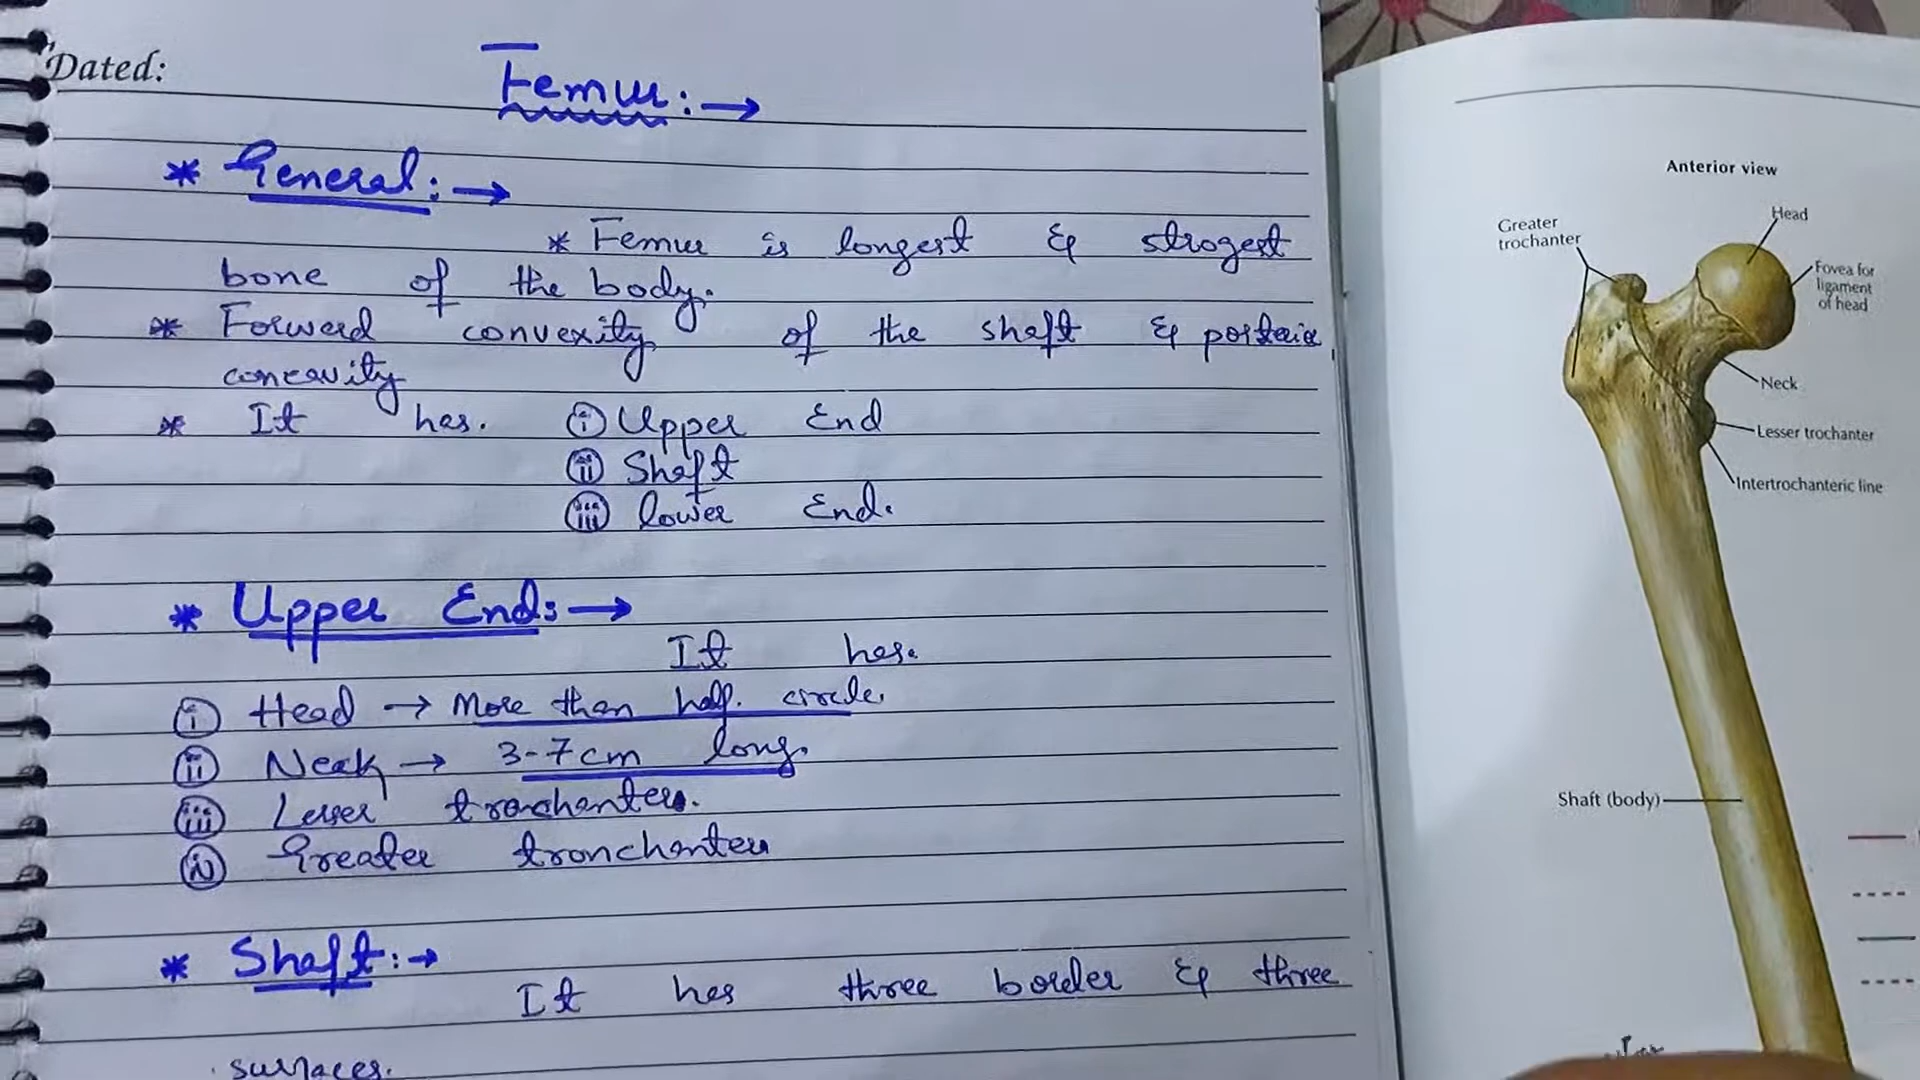 Dated:
Femur:→
* General:→
* Femur is longest & strogest
bone of the body.
* Forward convexity of the shaft & posterior
concavity
* It has. (i) Upper End
(ii) Shaft
(iii) lower End.
* Upper End:→
It has.
(i) Head → More than half. circle.
(ii) Neak → 3-7cm long.
(iii) Lesser tronchanter.
(iv) Greater tronchanter
* Shaft:→
It has three border & three
surfaces.
Anterior view
Head
Greater
trochanter
Fovea for
ligament
of head
Neck
Lesser trochanter
Intertrochanteric line
Shaft (body)